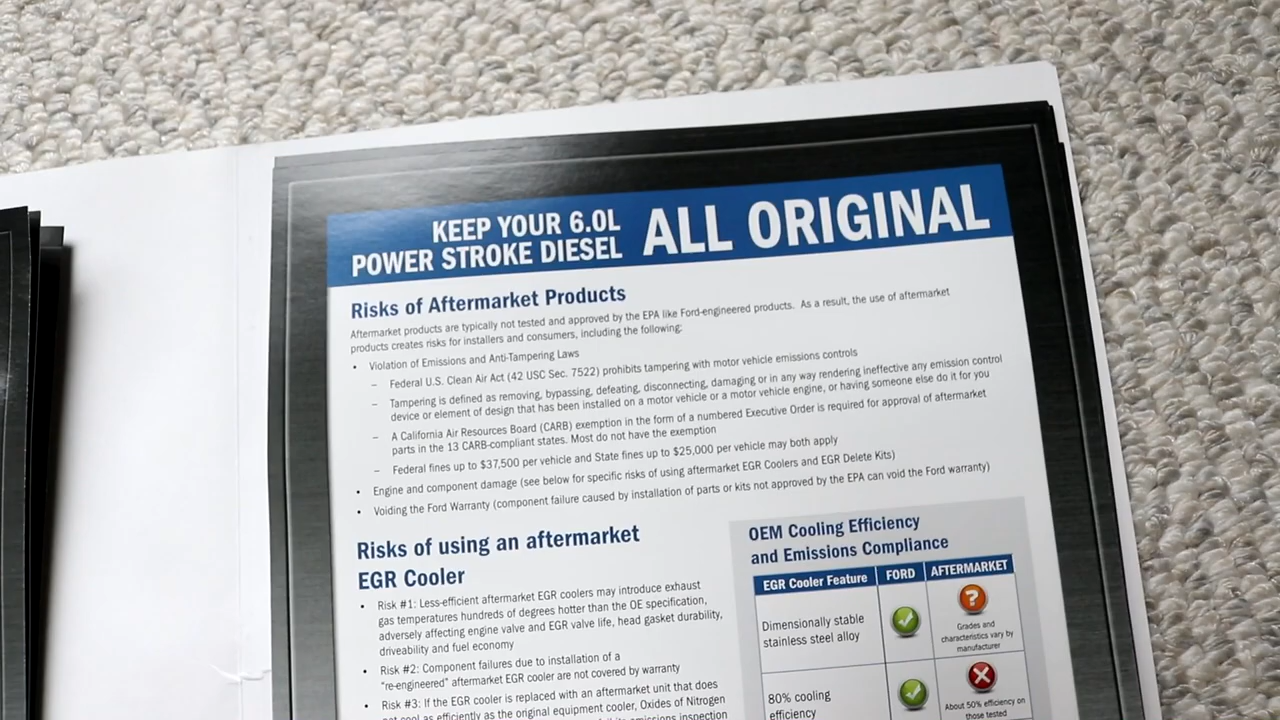 KEEP YOUR 6.0L
POWER STROKE DIESEL
ALL ORIGINAL
Risks of Aftermarket Products
Aftermarket products are typically not tested and approved by the EPA like Ford-engineered products. As a result, the use of aftermarket
products creates risks for installers and consumers, including the following:
• Violation of Emissions and Anti-Tampering Laws
– Federal U.S. Clean Air Act (42 USC Sec. 7522) prohibits tampering with motor vehicle emissions controls
– Tampering is defined as removing, bypassing, defeating, disconnecting, damaging or in any way rendering ineffective any emission control
device or element of design that has been installed on a motor vehicle or a motor vehicle engine, or having someone else do it for you
– A California Air Resources Board (CARB) exemption in the form of a numbered Executive Order is required for approval of aftermarket
parts in the 13 CARB-compliant states. Most do not have the exemption
– Federal fines up to $37,500 per vehicle and State fines up to $25,000 per vehicle may both apply
• Engine and component damage (see below for specific risks of using aftermarket EGR Coolers and EGR Delete Kits)
• Voiding the Ford Warranty (component failure caused by installation of parts or kits not approved by the EPA can void the Ford warranty)
Risks of using an aftermarket
EGR Cooler
• Risk #1: Less-efficient aftermarket EGR coolers may introduce exhaust
gas temperatures hundreds of degrees hotter than the OE specification,
adversely affecting engine valve and EGR valve life, head gasket durability,
driveability and fuel economy
• Risk #2: Component failures due to installation of a
"re-engineered" aftermarket EGR cooler are not covered by warranty
• Risk #3: If the EGR cooler is replaced with an aftermarket unit that does
not cool as efficiently as the original equipment cooler, Oxides of Nitrogen
emissions inspection
OEM Cooling Efficiency
and Emissions Compliance
EGR Cooler Feature
FORD
AFTERMARKET
Dimensionally stable
stainless steel alloy
Grades and
characteristics vary by
manufacturer
80% cooling
efficiency
About 50% efficiency on
those tested